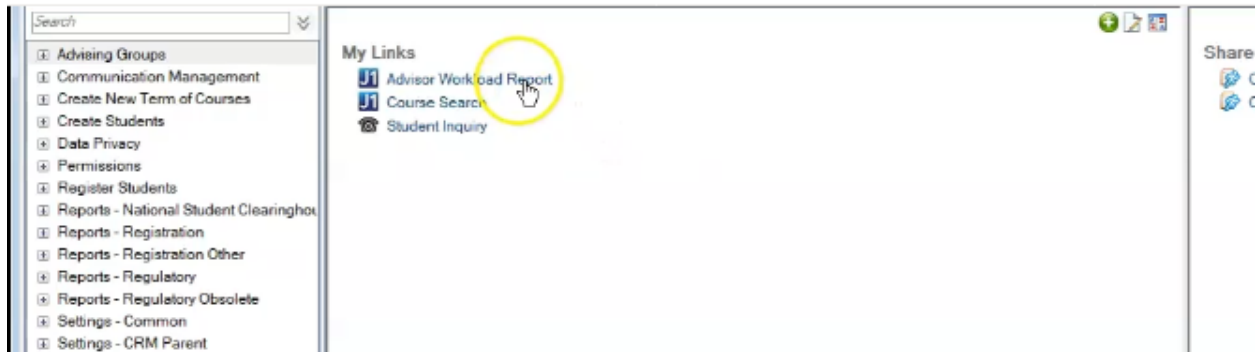 Search
Advising Groups
Communication Management
Create New Term of Courses
Create Students
Data Privacy
Permissions
Register Students
Reports - National Student Clearinghou
Reports - Registration
Reports - Registration Other
Reports - Regulatory
Reports - Regulatory Obsolete
Settings - Common
Settings - CRM Parent
My Links
J1 Advisor Workload Report
J1 Course Search
Student Inquiry
Share